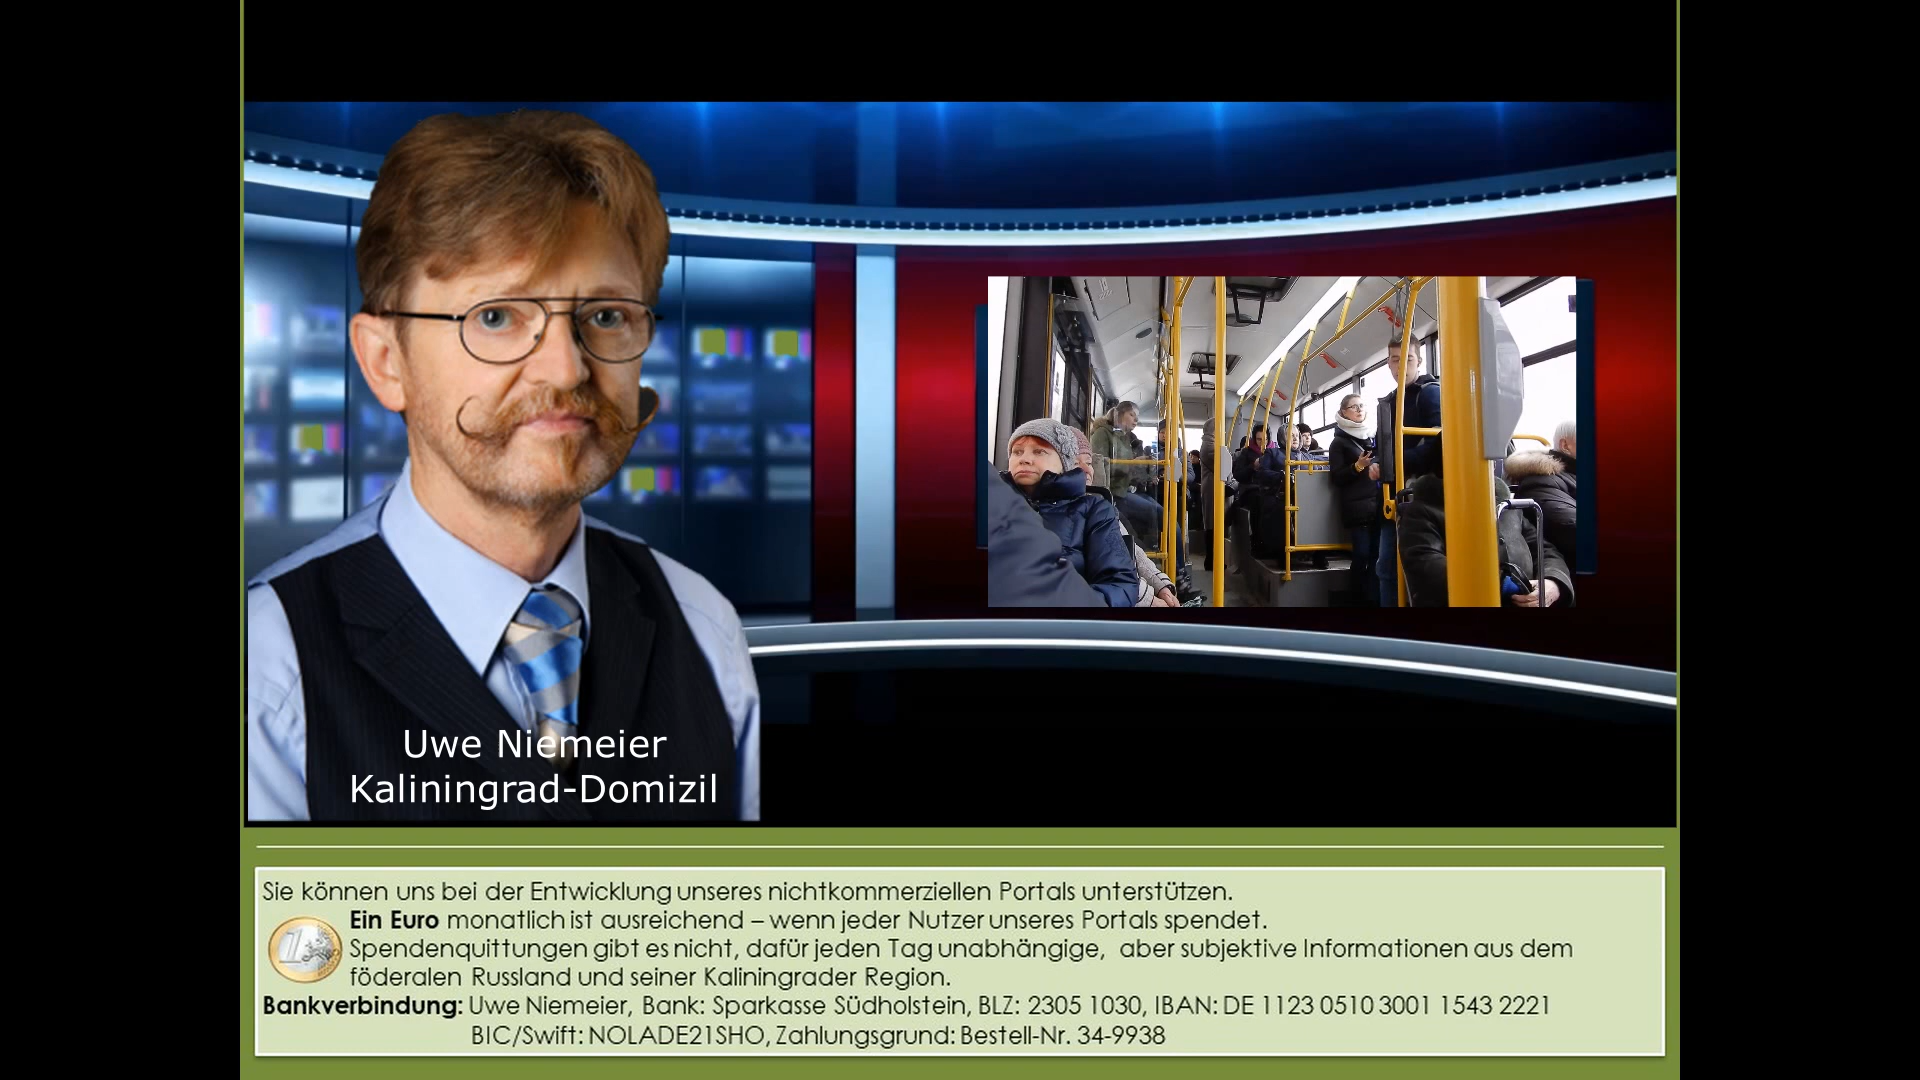 Uwe Niemeier
Kaliningrad-Domizil
Sie können uns bei der Entwicklung unseres nichtkommerziellen Portals unterstützen.
Ein Euro monatlich ist ausreichend – wenn jeder Nutzer unseres Portals spendet.
Spendenquittungen gibt es nicht, dafür jeden Tag unabhängige, aber subjektive Informationen aus dem
föderalen Russland und seiner Kaliningrader Region.
Bankverbindung: Uwe Niemeier, Bank: Sparkasse Südholstein, BLZ: 2305 1030, IBAN: DE 1123 0510 3001 1543 2221
BIC/Swift: NOLADE21SHO, Zahlungsgrund: Bestell-Nr. 34-9938